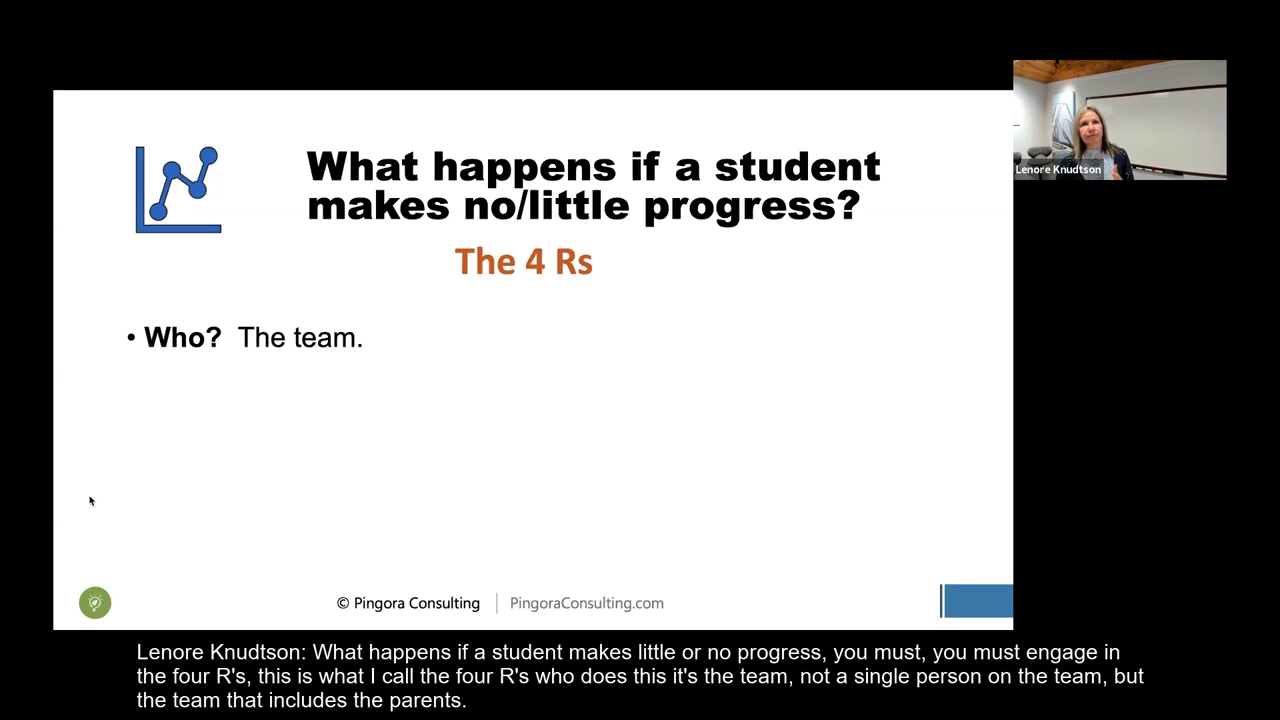 What happens if a student
makes no/little progress?
The 4 Rs
• Who? The team.
© Pingora Consulting | PingoraConsulting.com
Lenore Knudtson
Lenore Knudtson: What happens if a student makes little or no progress, you must, you must engage in
the four R's, this is what I call the four R's who does this it's the team, not a single person on the team, but
the team that includes the parents.